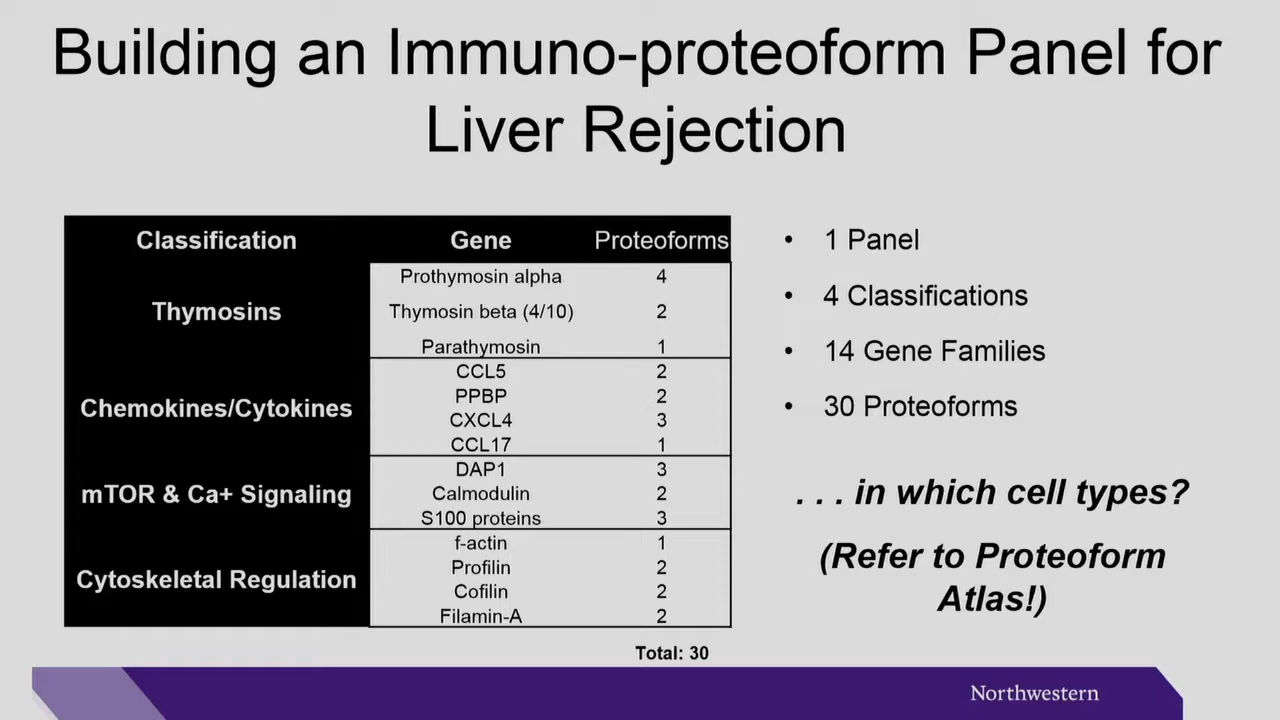 Building an Immuno-proteoform Panel for
Liver Rejection
Classification Gene Proteoforms
Thymosins
Prothymosin alpha 4
Thymosin beta (4/10) 2
Parathymosin 1
Chemokines/Cytokines
CCL5 2
PPBP 2
CXCL4 3
CCL17 1
mTOR & Ca+ Signaling
DAP1 3
Calmodulin 2
S100 proteins 3
Cytoskeletal Regulation
f-actin 1
Profilin 2
Cofilin 2
Filamin-A 2
Total: 30
• 1 Panel
• 4 Classifications
• 14 Gene Families
• 30 Proteoforms
. . . in which cell types?
(Refer to Proteoform
Atlas!)
Northwestern